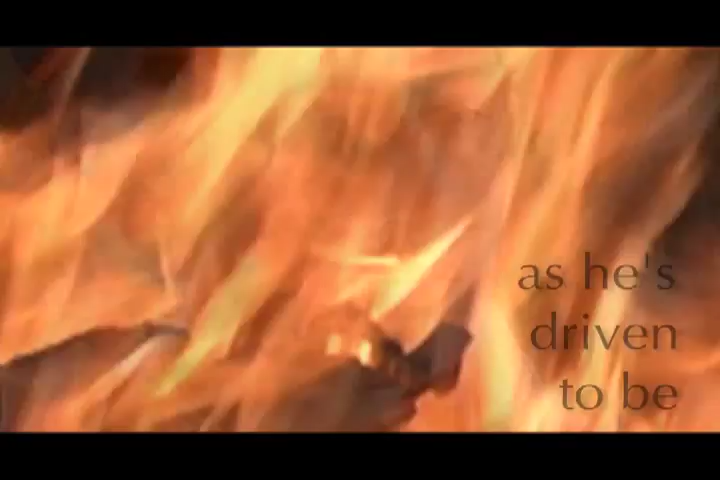 as he's
driven
to be